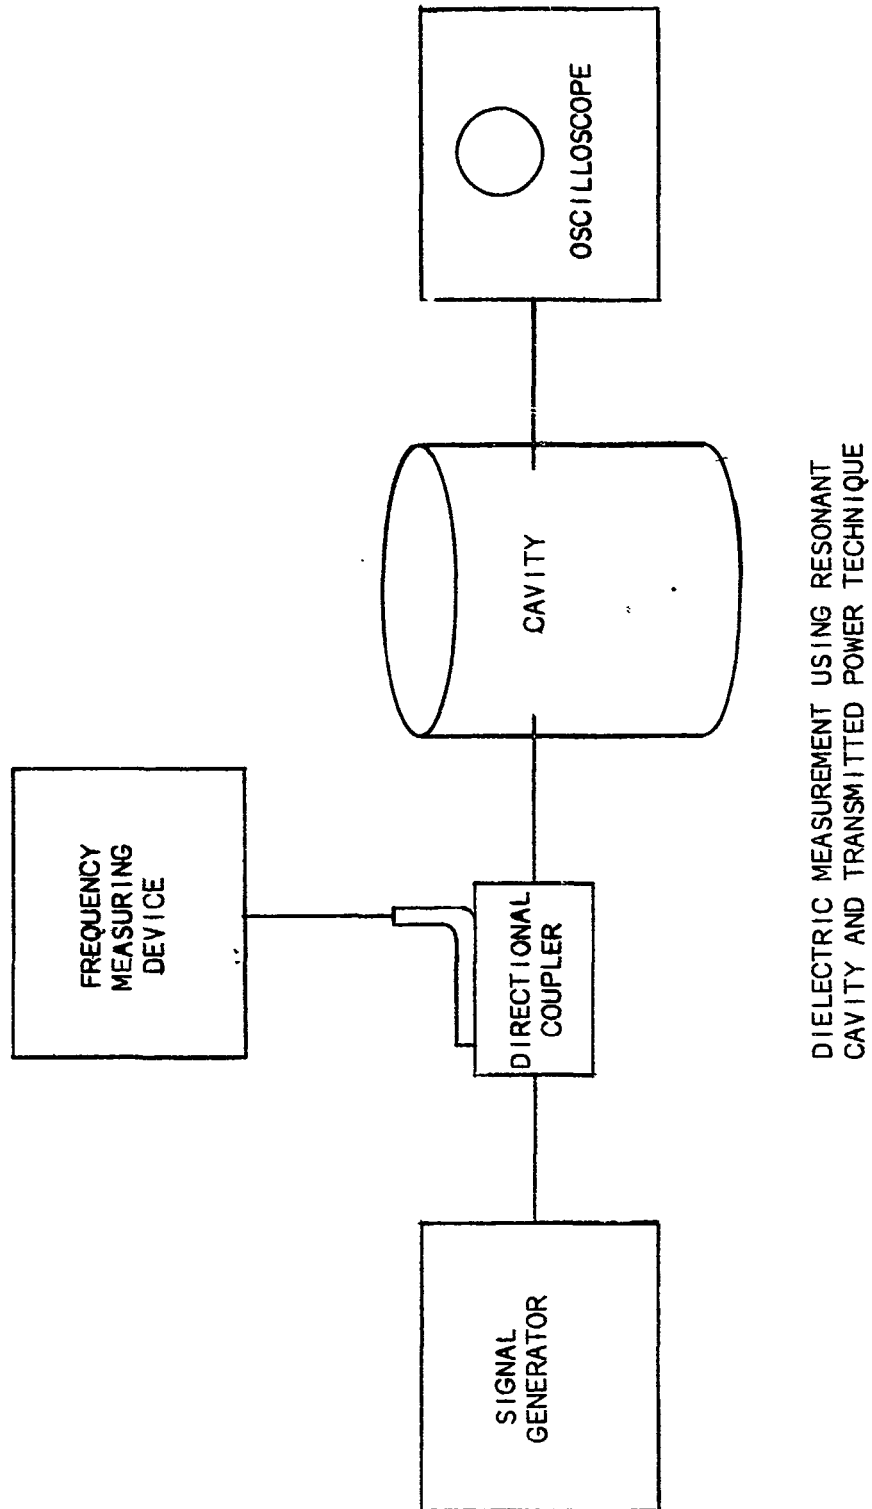 FREQUENCY
MEASURING
DEVICE
SIGNAL
GENERATOR
DIRECTIONAL
COUPLER
CAVITY
OSCILLOSCOPE
DIELECTRIC MEASUREMENT USING RESONANT
CAVITY AND TRANSMITTED POWER TECHNIQUE